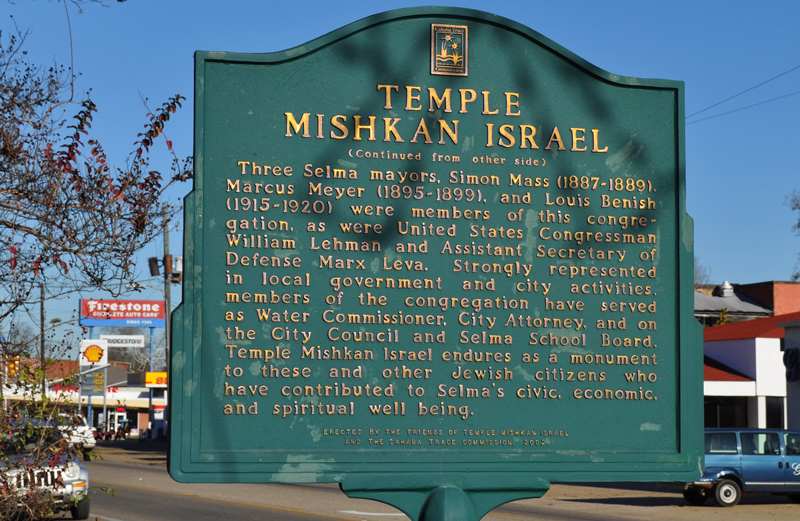 Cahaba Trace
Commission
TEMPLE
MISHKAN ISRAEL
(Continued from other side)
Three Selma mayors, Simon Mass (1887-1889),
Marcus Meyer (1895-1899), and Louis Benish
(1915-1920) were members of this congre-
gation, as were United States Congressman
William Lehman and Assistant Secretary of
Defense Marx Leva. Strongly represented
in local government and city activities,
members of the congregation have served
as Water Commissioner, City Attorney, and on
the City Council and Selma School Board.
Temple Mishkan Israel endures as a monument
to these and other Jewish citizens who
have contributed to Selma's civic, economic,
and spiritual well being.
ERECTED BY THE FRIENDS OF TEMPLE MISHKAN ISRAEL
AND THE CAHABA TRACE COMMISSION, 2002
Firestone
COMPLETE AUTO CARE
BRIDGESTONE